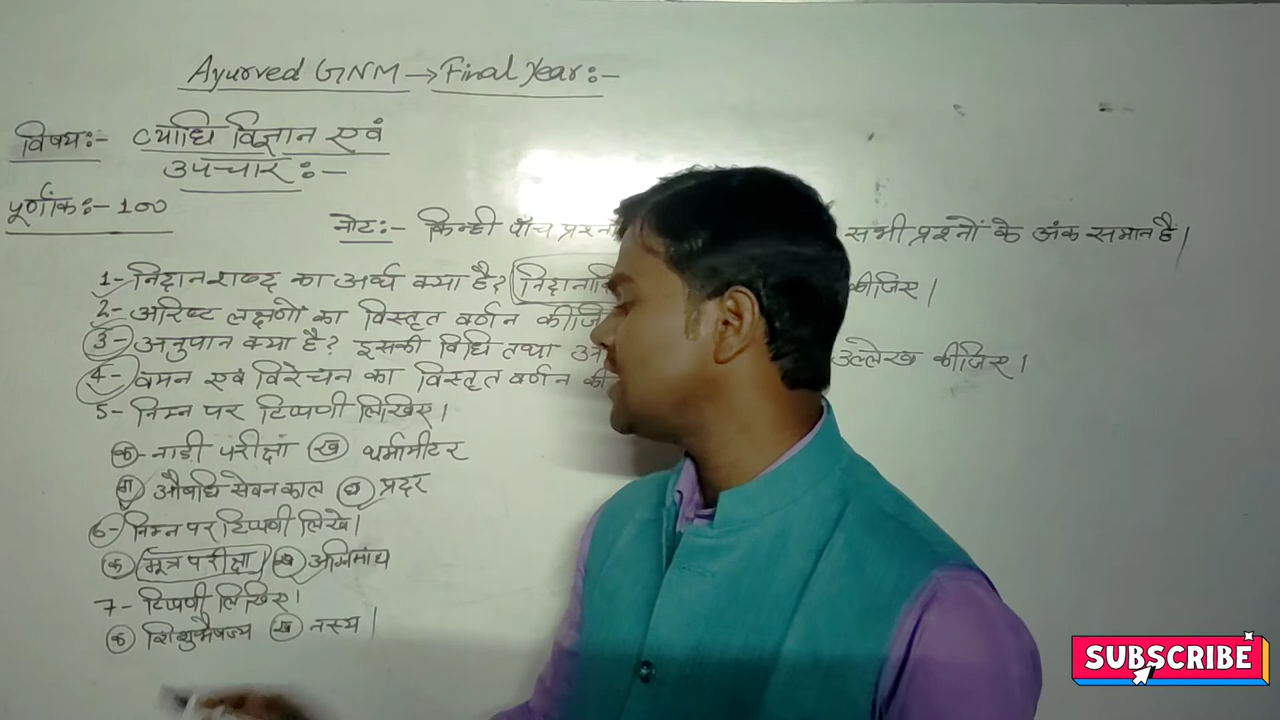 Ayurved GNM → Final Year:-
विषय:- व्याधि विज्ञान एवं
उपचार :-
पूर्णांक:- 100
नोट:- किन्ही पाँच प्रश्नों सभी प्रश्नों के अंक समान है।
1- निदान शब्द का अर्थ क्या है? कीजिए।
2- अरिष्ट लक्षणों का विस्तृत वर्णन
3- अनुपान क्या है? इसकी विधि तथा उल्लेख कीजिए।
4- वमन एवं विरेचन का विस्तृत वर्णन
5- निम्न पर टिप्पणी लिखिए।
क- नाडी परीक्षा ख थर्मामीटर
ग औषधि सेवन काल घ प्रदर
6- निम्न पर टिप्पणी लिखे।
क मूत्र परीक्षा ख अग्निमांद्य
7- टिप्पणी लिखिए।
क शिशुभैषज्य ख नस्य।
SUBSCRIBE